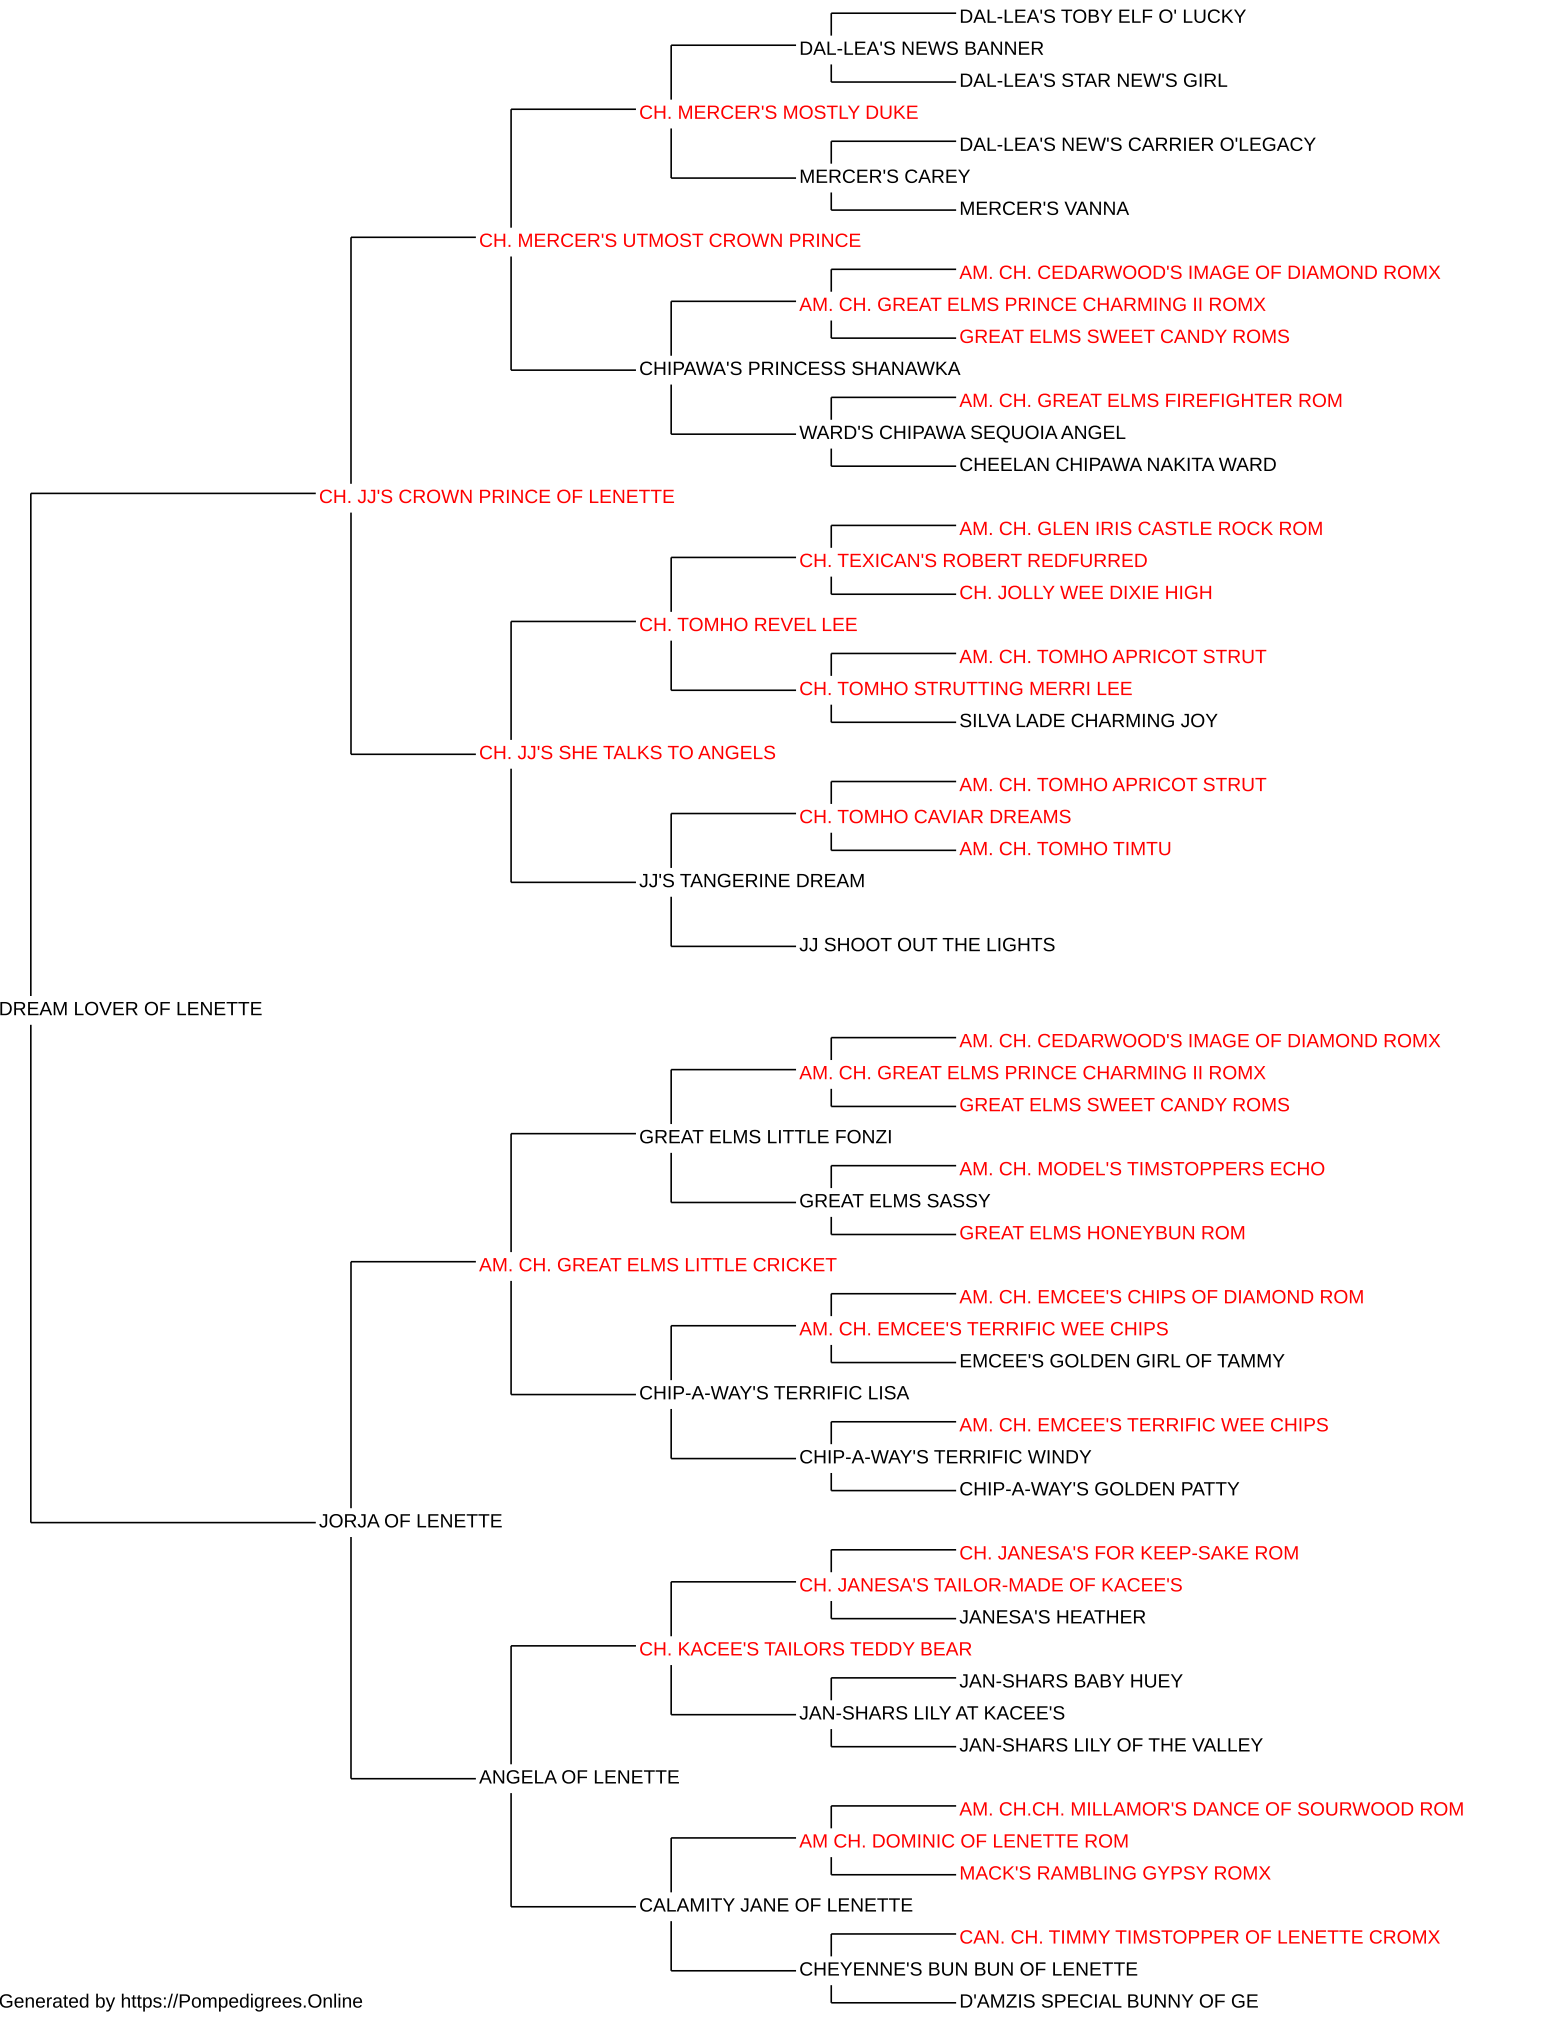 DAL-LEA'S TOBY ELF O' LUCKY
DAL-LEA'S NEWS BANNER
DAL-LEA'S STAR NEW'S GIRL
CH. MERCER'S MOSTLY DUKE
DAL-LEA'S NEW'S CARRIER O'LEGACY
MERCER'S CAREY
MERCER'S VANNA
CH. MERCER'S UTMOST CROWN PRINCE
AM. CH. CEDARWOOD'S IMAGE OF DIAMOND ROMX
AM. CH. GREAT ELMS PRINCE CHARMING II ROMX
GREAT ELMS SWEET CANDY ROMS
CHIPAWA'S PRINCESS SHANAWKA
AM. CH. GREAT ELMS FIREFIGHTER ROM
WARD'S CHIPAWA SEQUOIA ANGEL
CHEELAN CHIPAWA NAKITA WARD
CH. JJ'S CROWN PRINCE OF LENETTE
AM. CH. GLEN IRIS CASTLE ROCK ROM
CH. TEXICAN'S ROBERT REDFURRED
CH. JOLLY WEE DIXIE HIGH
CH. TOMHO REVEL LEE
AM. CH. TOMHO APRICOT STRUT
CH. TOMHO STRUTTING MERRI LEE
SILVA LADE CHARMING JOY
CH. JJ'S SHE TALKS TO ANGELS
AM. CH. TOMHO APRICOT STRUT
CH. TOMHO CAVIAR DREAMS
AM. CH. TOMHO TIMTU
JJ'S TANGERINE DREAM
JJ SHOOT OUT THE LIGHTS
DREAM LOVER OF LENETTE
AM. CH. CEDARWOOD'S IMAGE OF DIAMOND ROMX
AM. CH. GREAT ELMS PRINCE CHARMING II ROMX
GREAT ELMS SWEET CANDY ROMS
GREAT ELMS LITTLE FONZI
AM. CH. MODEL'S TIMSTOPPERS ECHO
GREAT ELMS SASSY
GREAT ELMS HONEYBUN ROM
AM. CH. GREAT ELMS LITTLE CRICKET
AM. CH. EMCEE'S CHIPS OF DIAMOND ROM
AM. CH. EMCEE'S TERRIFIC WEE CHIPS
EMCEE'S GOLDEN GIRL OF TAMMY
CHIP-A-WAY'S TERRIFIC LISA
AM. CH. EMCEE'S TERRIFIC WEE CHIPS
CHIP-A-WAY'S TERRIFIC WINDY
CHIP-A-WAY'S GOLDEN PATTY
JORJA OF LENETTE
CH. JANESA'S FOR KEEP-SAKE ROM
CH. JANESA'S TAILOR-MADE OF KACEE'S
JANESA'S HEATHER
CH. KACEE'S TAILORS TEDDY BEAR
JAN-SHARS BABY HUEY
JAN-SHARS LILY AT KACEE'S
JAN-SHARS LILY OF THE VALLEY
ANGELA OF LENETTE
AM. CH.CH. MILLAMOR'S DANCE OF SOURWOOD ROM
AM CH. DOMINIC OF LENETTE ROM
MACK'S RAMBLING GYPSY ROMX
CALAMITY JANE OF LENETTE
CAN. CH. TIMMY TIMSTOPPER OF LENETTE CROMX
CHEYENNE'S BUN BUN OF LENETTE
D'AMZIS SPECIAL BUNNY OF GE
Generated by https://Pompedigrees.Online